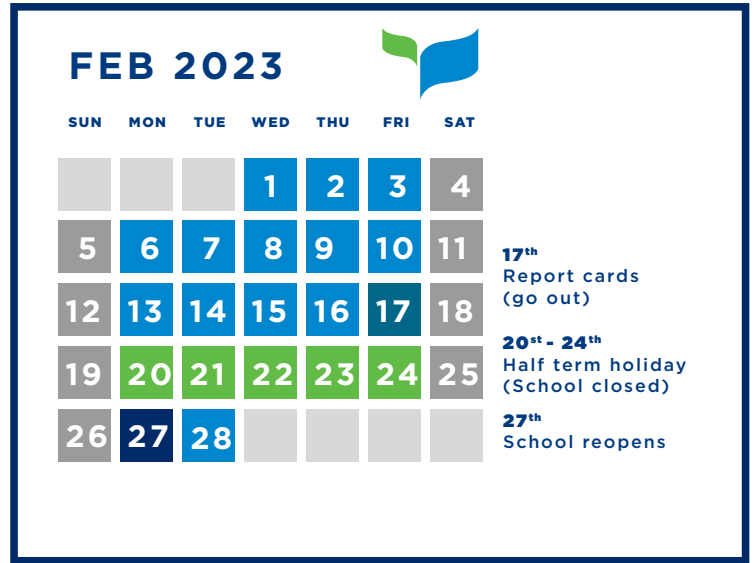 FEB 2023
SUN MON TUE WED THU FRI SAT
1 2 3 4
5 6 7 8 9 10 11
12 13 14 15 16 17 18
19 20 21 22 23 24 25
26 27 28
17th
Report cards
(go out)
20st - 24th
Half term holiday
(School closed)
27th
School reopens